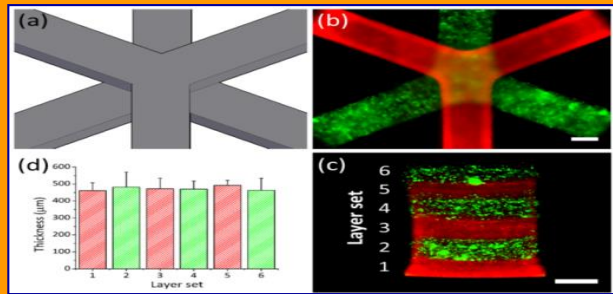 (a)
(b)
(d)
600
500
400
300
200
100
0
Thickness (μm)
1 2 3 4 5 6
Layer set
(c)
Layer set
6
5
4
3
2
1